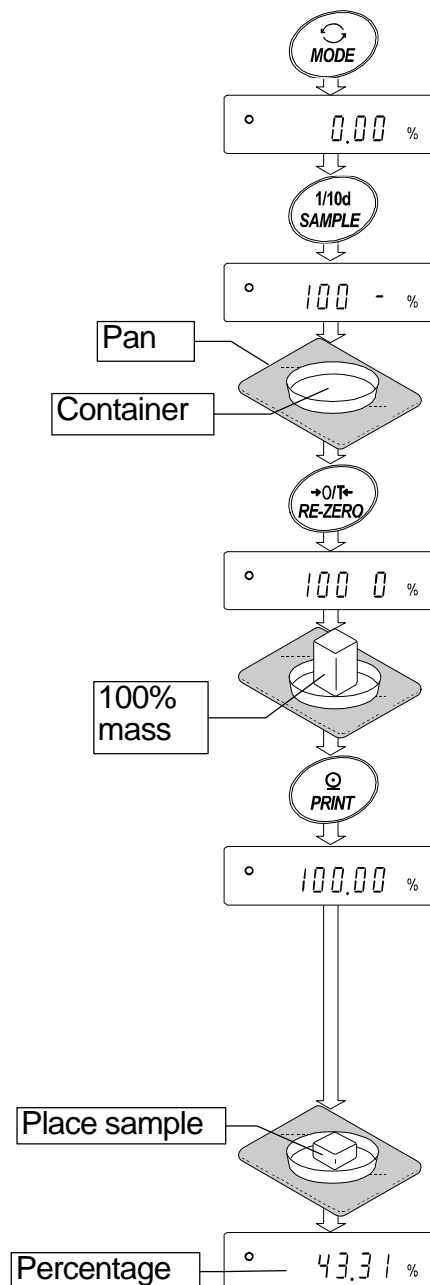 MODE
0.00 %
1/10d
SAMPLE
100 - %
Pan
Container
→0/T←
RE-ZERO
100 0 %
100%
mass
PRINT
100.00 %
Place sample
43.31 %
Percentage